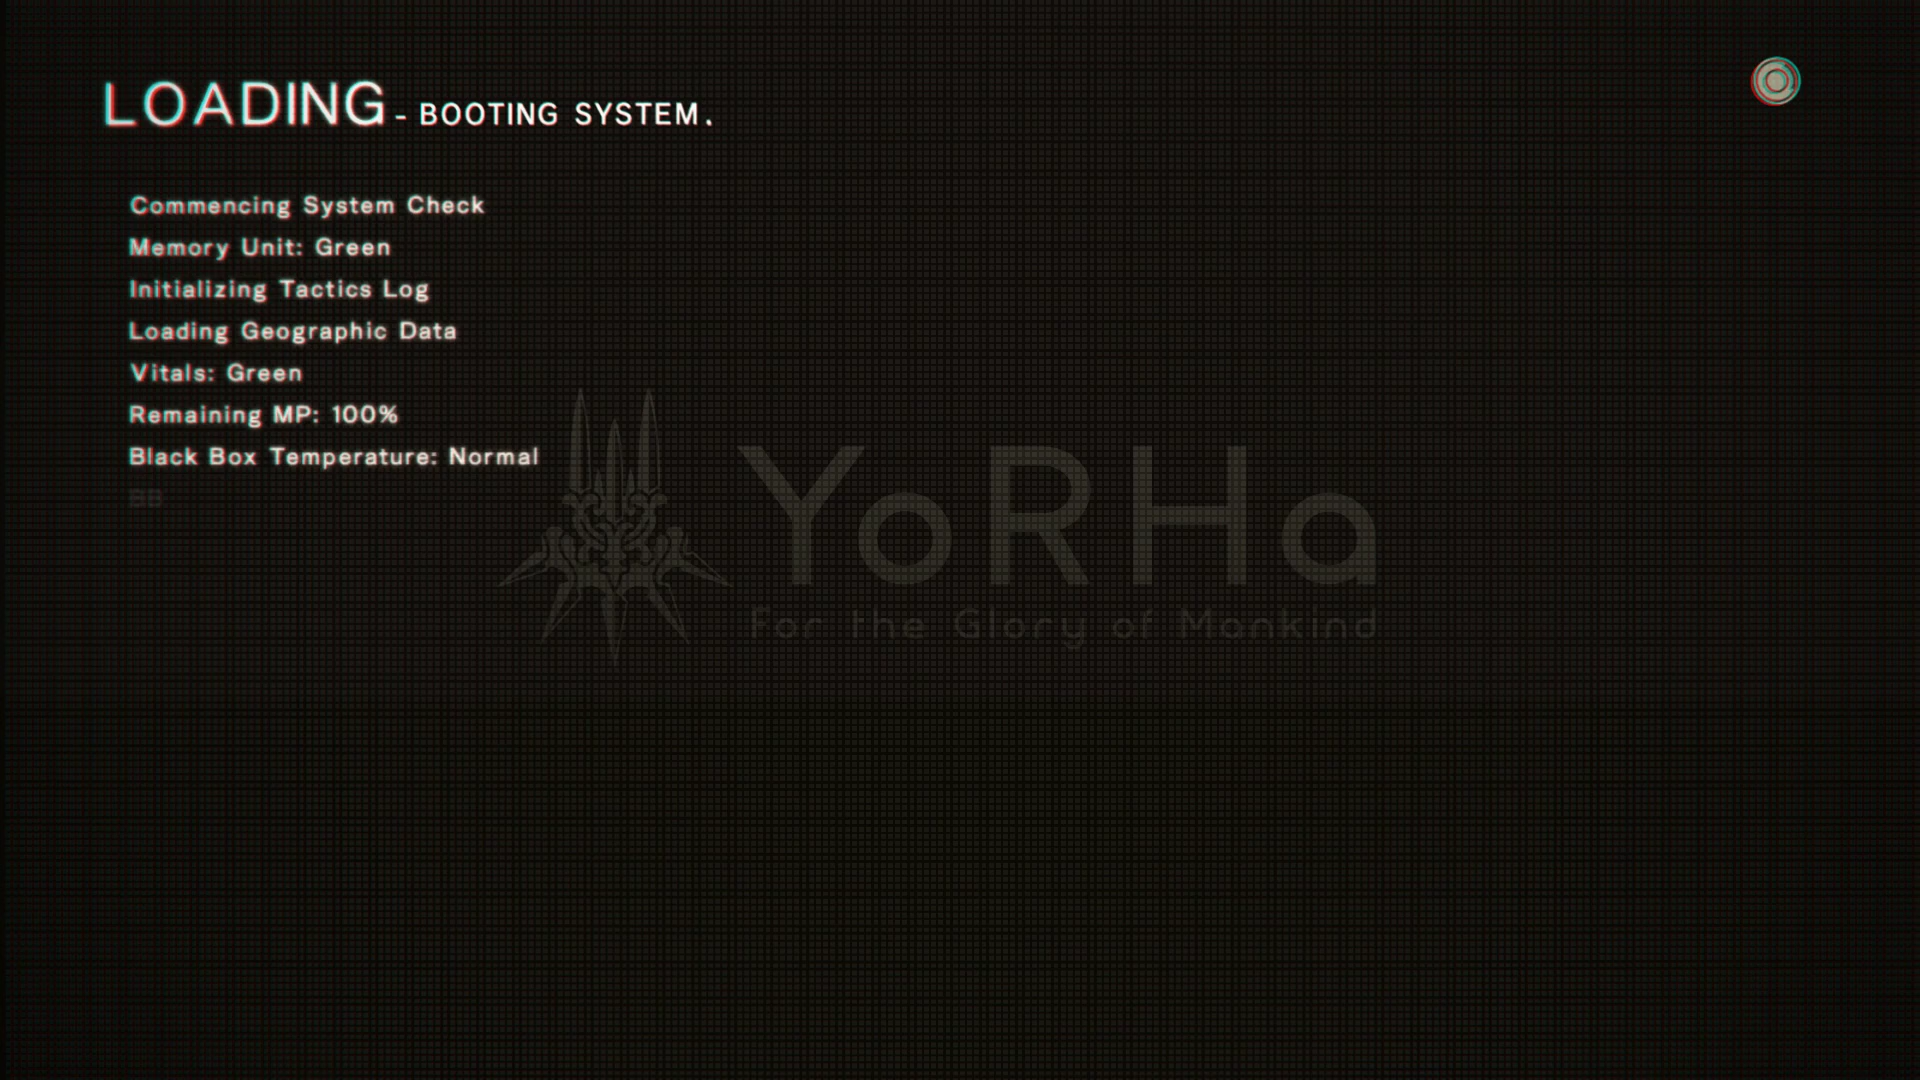 LOADING - BOOTING SYSTEM.
Commencing System Check
Memory Unit: Green
Initializing Tactics Log
Loading Geographic Data
Vitals: Green
Remaining MP: 100%
Black Box Temperature: Normal
BB
YoRHa
For the Glory of Mankind